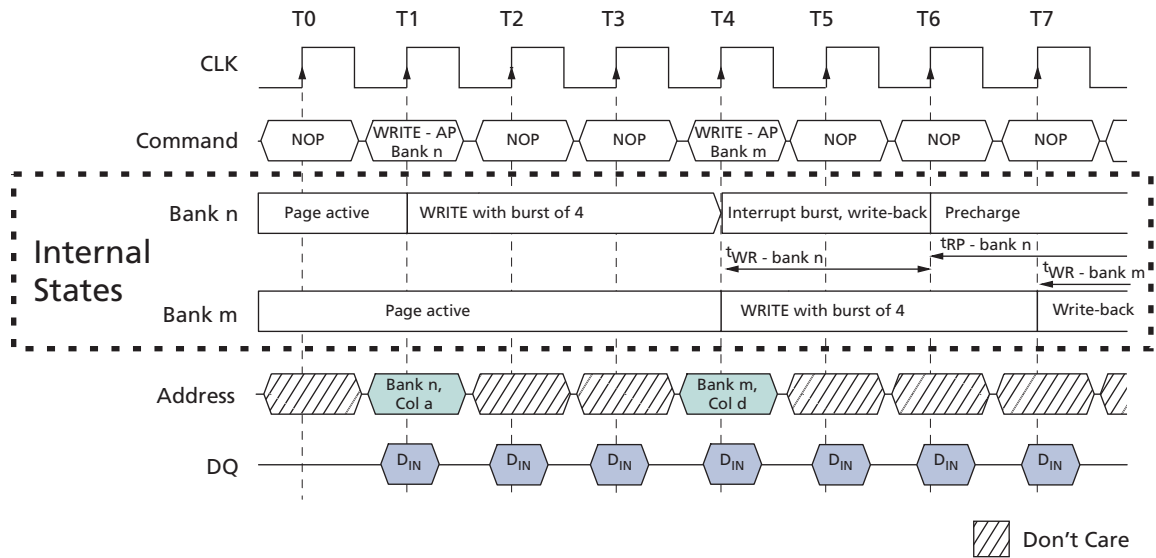 T0 T1 T2 T3 T4 T5 T6 T7
CLK
Command NOP WRITE - AP Bank n NOP NOP WRITE - AP Bank m NOP NOP NOP
Bank n Page active WRITE with burst of 4 Interrupt burst, write-back Precharge
Internal States
tWR - bank n tRP - bank n
tWR - bank m
Bank m Page active WRITE with burst of 4 Write-back
Address Bank n, Col a Bank m, Col d
DQ DIN DIN DIN DIN DIN DIN DIN
Don't Care